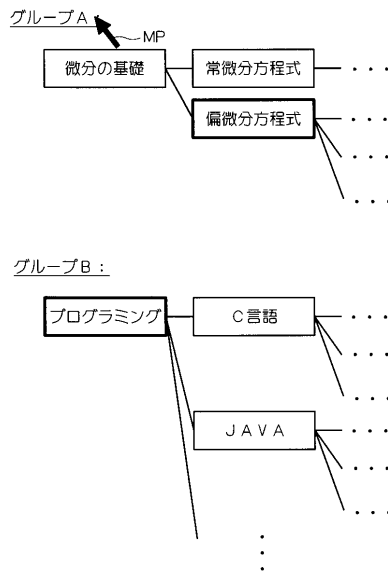 グループA:
MP
微分の基礎
常微分方程式
・・・
偏微分方程式
・・・
・・・
・・・
グループB:
プログラミング
C言語
・・・
・・・
・・・
JAVA
・・・
・・・
・・・
・
・
・